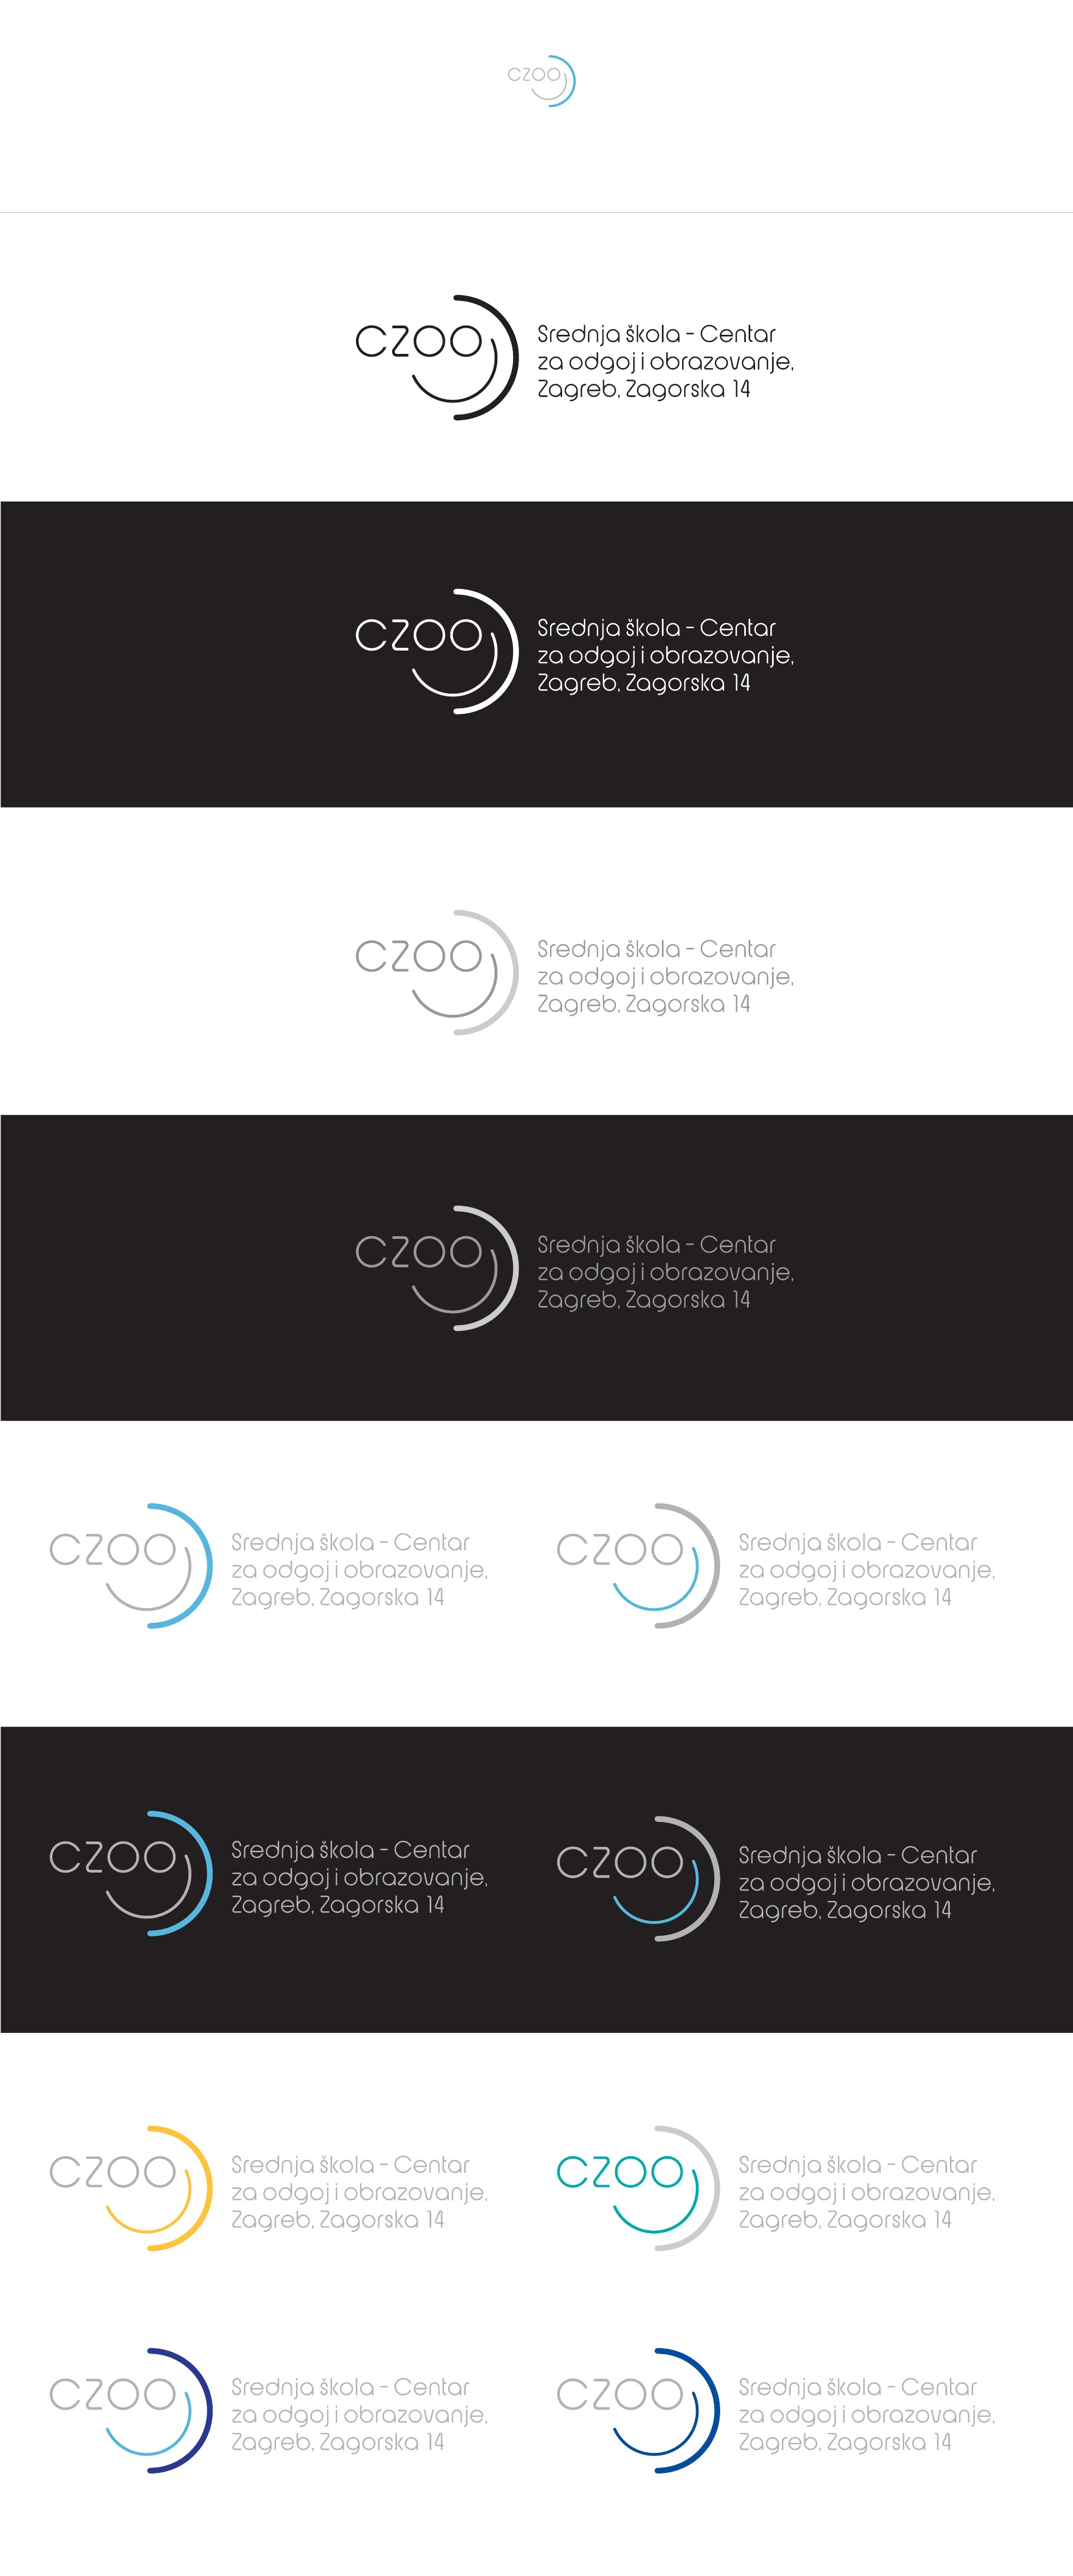 CZOO
CZOO
Srednja škola - Centar
za odgoj i obrazovanje,
Zagreb, Zagorska 14
CZOO
Srednja škola - Centar
za odgoj i obrazovanje,
Zagreb, Zagorska 14
CZOO
Srednja škola - Centar
za odgoj i obrazovanje,
Zagreb, Zagorska 14
CZOO
Srednja škola - Centar
za odgoj i obrazovanje,
Zagreb, Zagorska 14
CZOO
Srednja škola - Centar
za odgoj i obrazovanje,
Zagreb, Zagorska 14
CZOO
Srednja škola - Centar
za odgoj i obrazovanje,
Zagreb, Zagorska 14
CZOO
Srednja škola - Centar
za odgoj i obrazovanje,
Zagreb, Zagorska 14
CZOO
Srednja škola - Centar
za odgoj i obrazovanje,
Zagreb, Zagorska 14
CZOO
Srednja škola - Centar
za odgoj i obrazovanje,
Zagreb, Zagorska 14
CZOO
Srednja škola - Centar
za odgoj i obrazovanje,
Zagreb, Zagorska 14
CZOO
Srednja škola - Centar
za odgoj i obrazovanje,
Zagreb, Zagorska 14
CZOO
Srednja škola - Centar
za odgoj i obrazovanje,
Zagreb, Zagorska 14